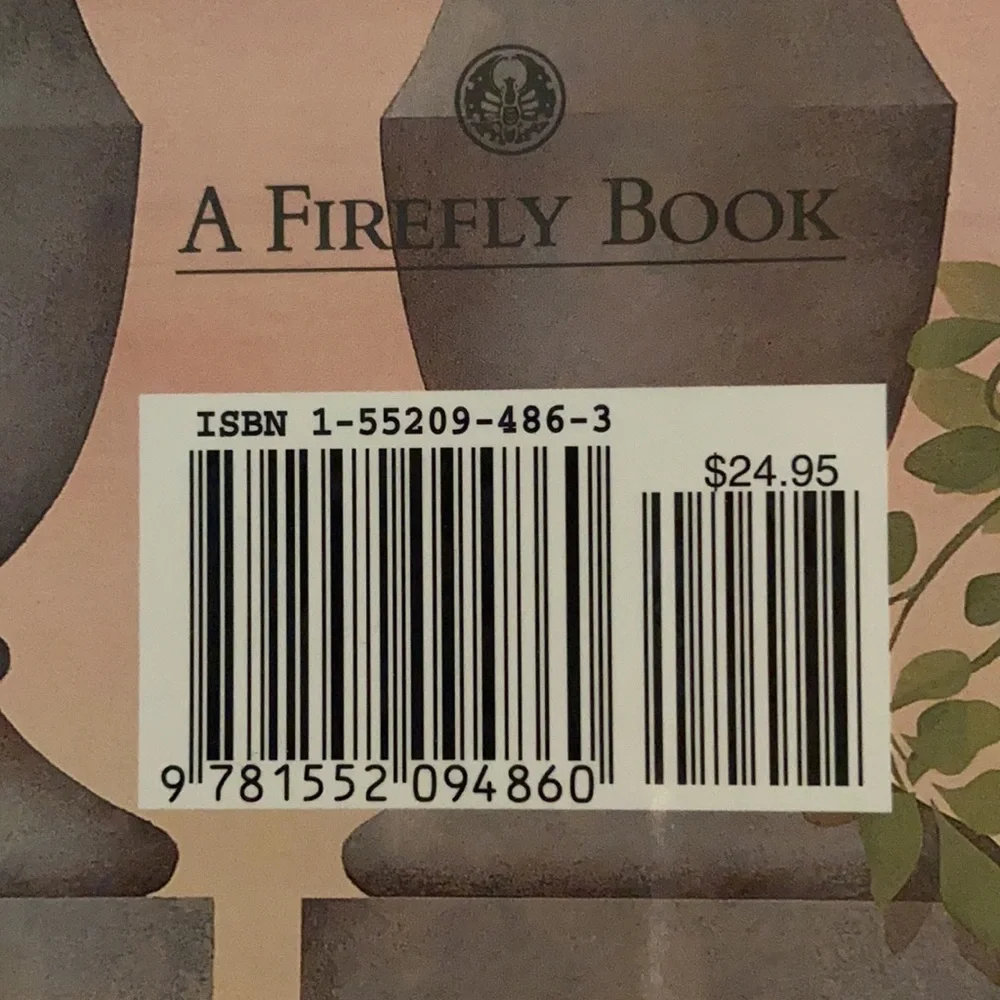 A FIREFLY BOOK
ISBN 1-55209-486-3
$24.95
9 781552 094860